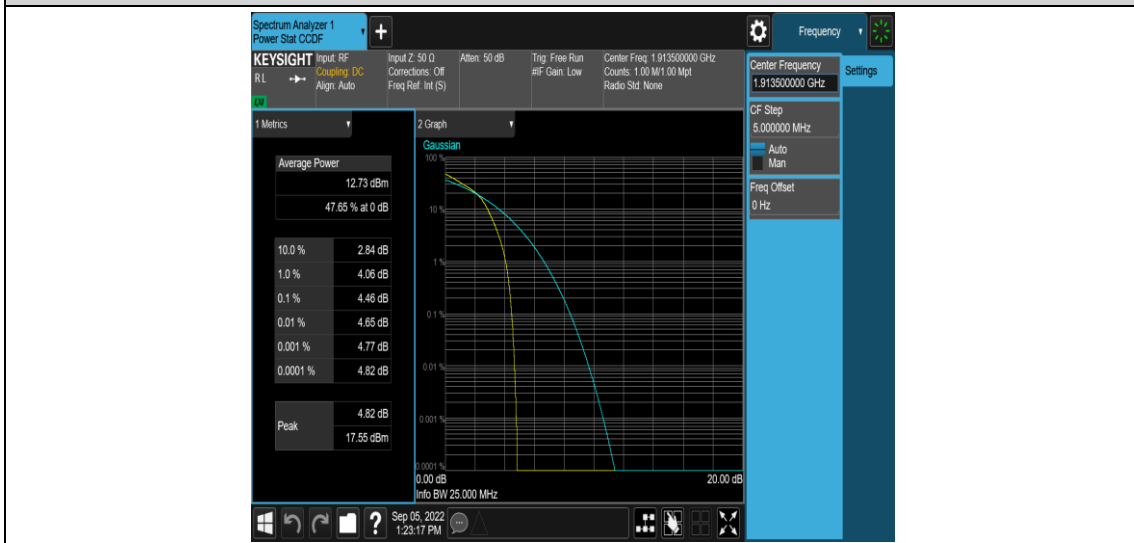 Spectrum Analyzer 1
Power Stat CCDF
+
Frequency
KEYSIGHT
RL
LXI
Input: RF
Coupling: DC
Align: Auto
Input Z: 50 Ω
Corrections: Off
Freq Ref: Int (S)
Atten: 50 dB
Trig: Free Run
#IF Gain: Low
Center Freq: 1.913500000 GHz
Counts: 1.00 M/1.00 Mpt
Radio Std: None
Center Frequency
1.913500000 GHz
Settings
CF Step
5.000000 MHz
Auto
Man
Freq Offset
0 Hz
1 Metrics
Average Power
12.73 dBm
47.65 % at 0 dB
10.0 % 2.84 dB
1.0 % 4.06 dB
0.1 % 4.46 dB
0.01 % 4.65 dB
0.001 % 4.77 dB
0.0001 % 4.82 dB
Peak 4.82 dB
17.55 dBm
2 Graph
Gaussian
100 %
10 %
1 %
0.1 %
0.01 %
0.001 %
0.0001 %
0.00 dB 20.00 dB
Info BW 25.000 MHz
?
Sep 05, 2022
1:23:17 PM